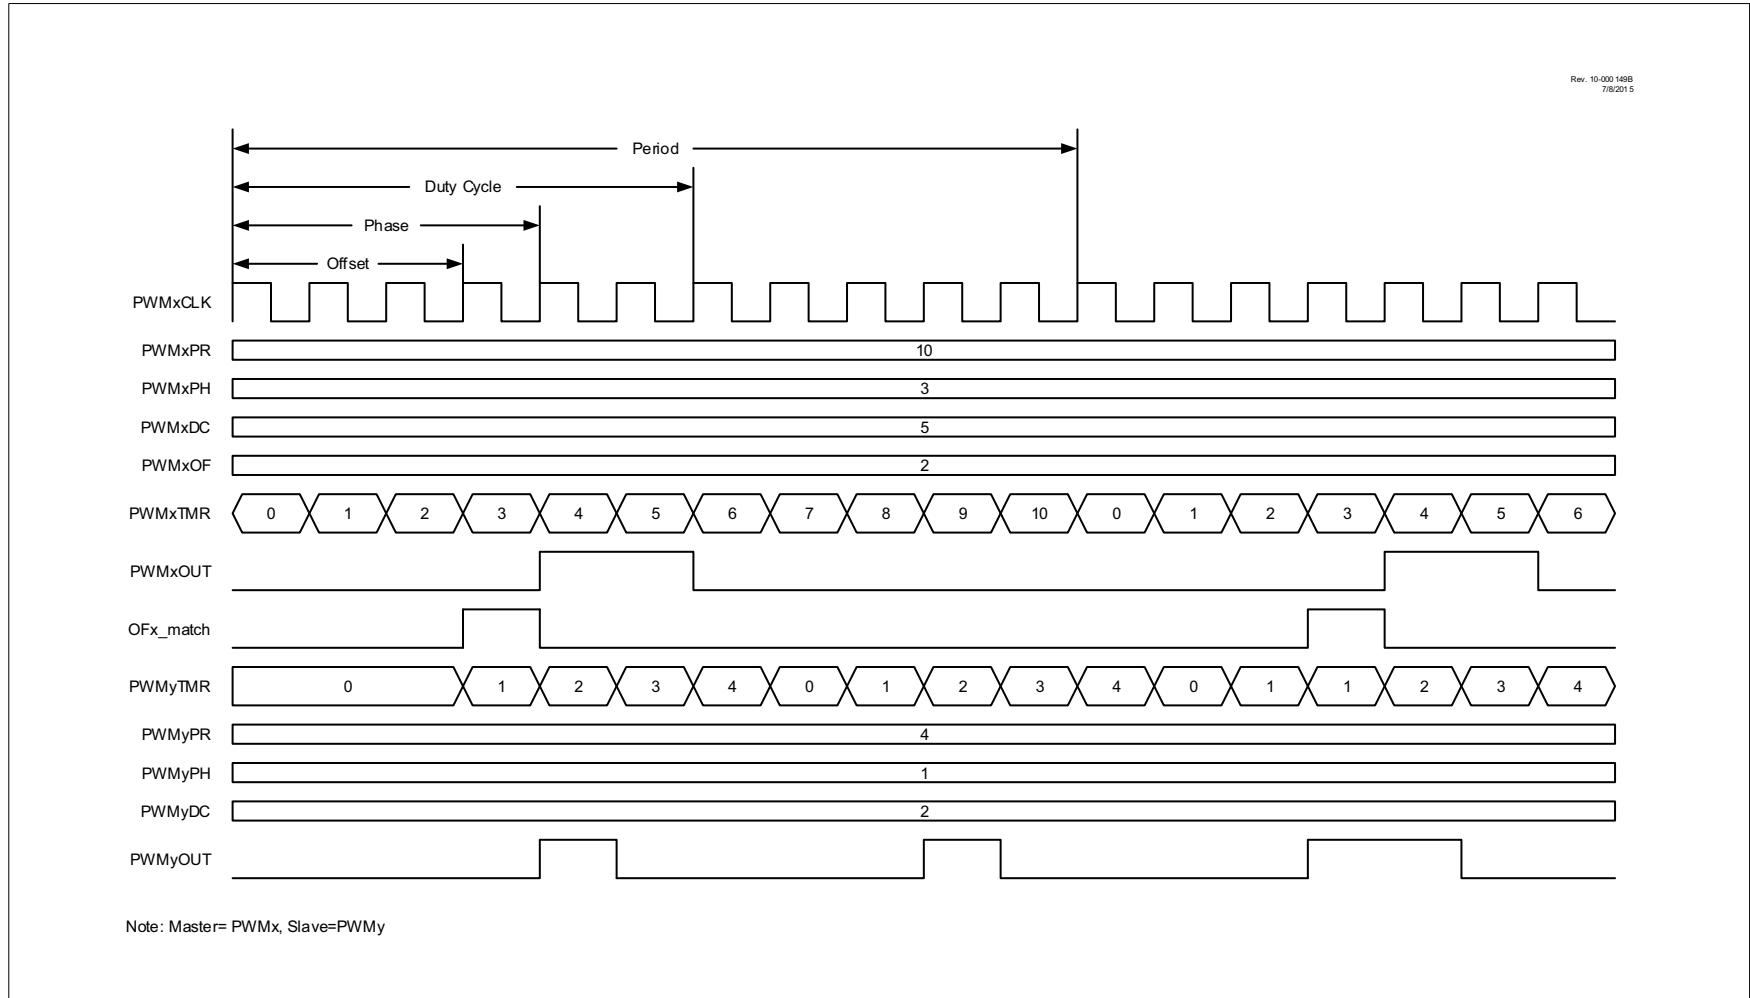 Rev. 10-000 149B
7/8/201 5
Period
Duty Cycle
Phase
Offset
PWMxCLK
PWMxPR 10
PWMxPH 3
PWMxDC 5
PWMxOF 2
PWMxTMR 0 1 2 3 4 5 6 7 8 9 10 0 1 2 3 4 5 6
PWMxOUT
OFx_match
PWMyTMR 0 1 2 3 4 0 1 2 3 4 0 1 1 2 3 4
PWMyPR 4
PWMyPH 1
PWMyDC 2
PWMyOUT
Note: Master= PWMx, Slave=PWMy